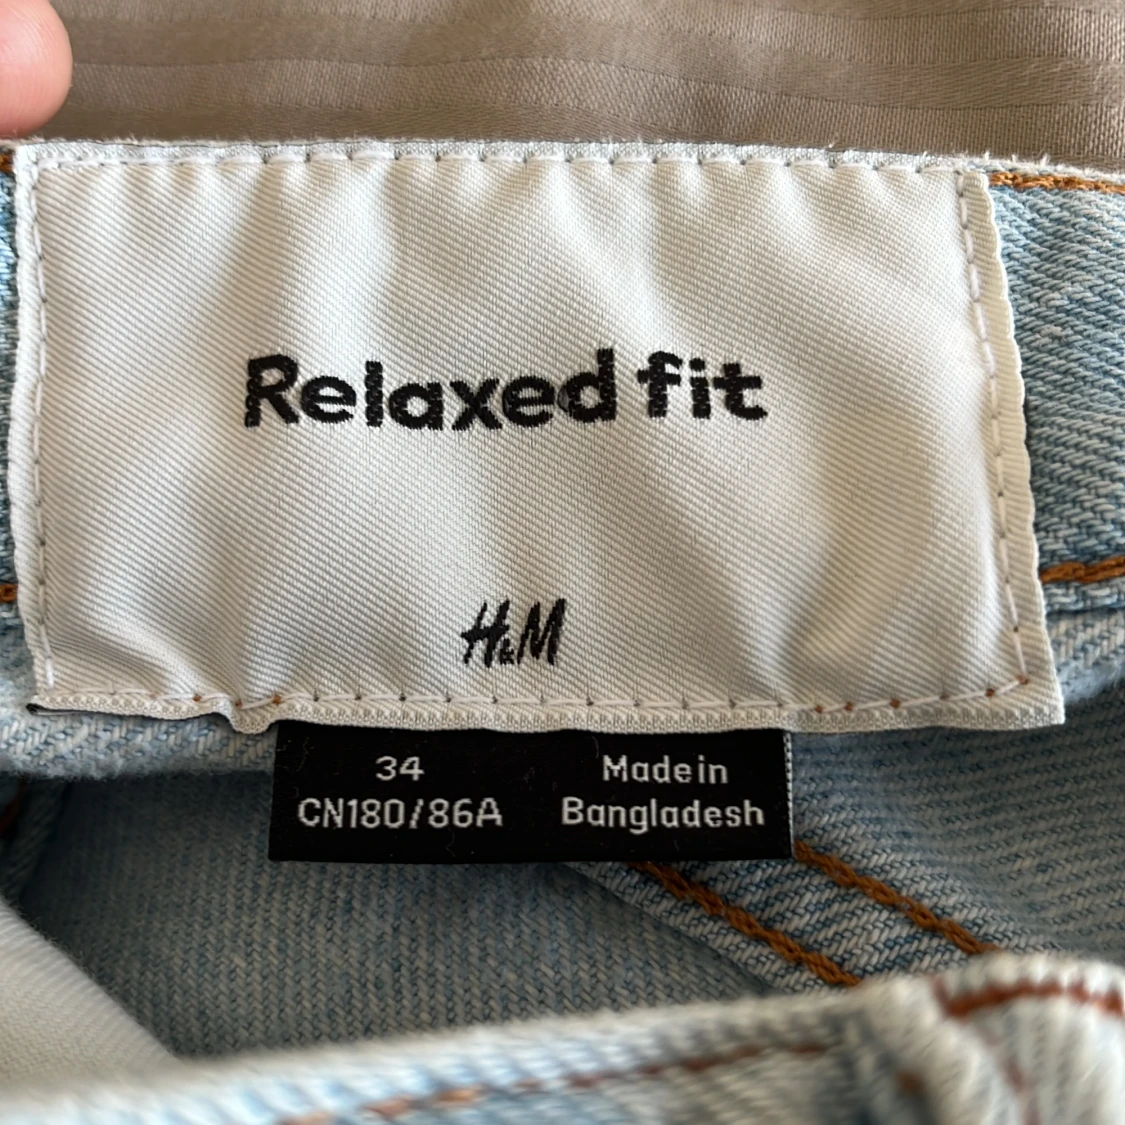 Relaxed fit
H&M
34
CN180/86A
Made in
Bangladesh